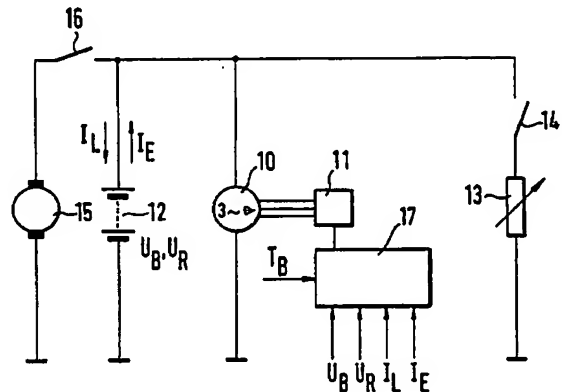 16
I_L
I_E
10
11
14
13
15
12
3~
17
U_B, U_R
T_B
U_B
U_R
I_L
I_E